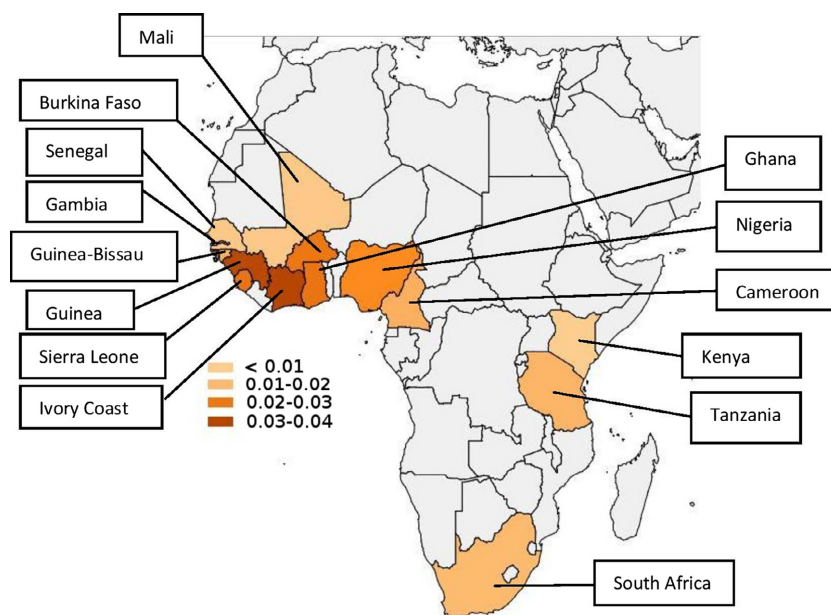 Mali
Burkina Faso
Senegal
Gambia
Guinea-Bissau
Guinea
Sierra Leone
Ivory Coast
Ghana
Nigeria
Cameroon
Kenya
Tanzania
South Africa
< 0.01
0.01-0.02
0.02-0.03
0.03-0.04